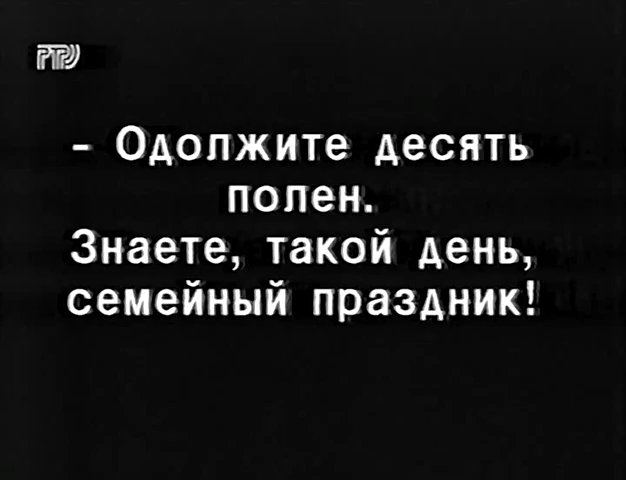 РТР
- Одолжите десять
полен.
Знаете, такой день,
семейный праздник!